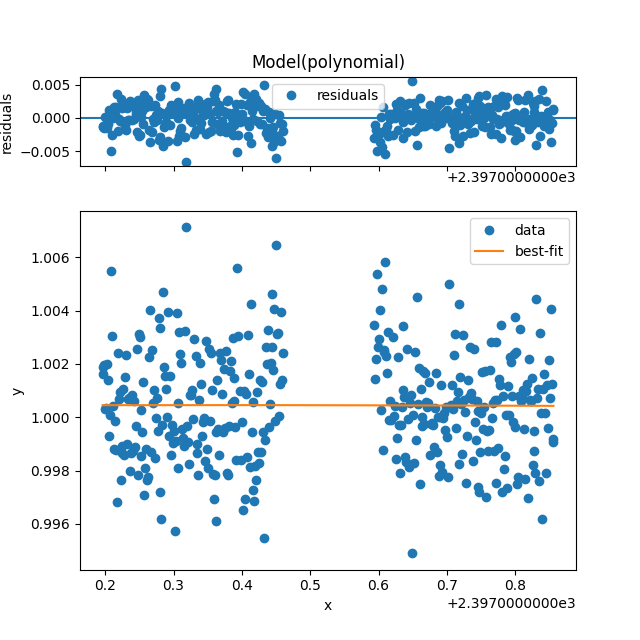 Model(polynomial)
0.005
0.000
−0.005
residuals
residuals
+2.3970000000e3
1.006
1.004
1.002
1.000
0.998
0.996
y
data
best-fit
0.2 0.3 0.4 0.5 0.6 0.7 0.8
x
+2.3970000000e3